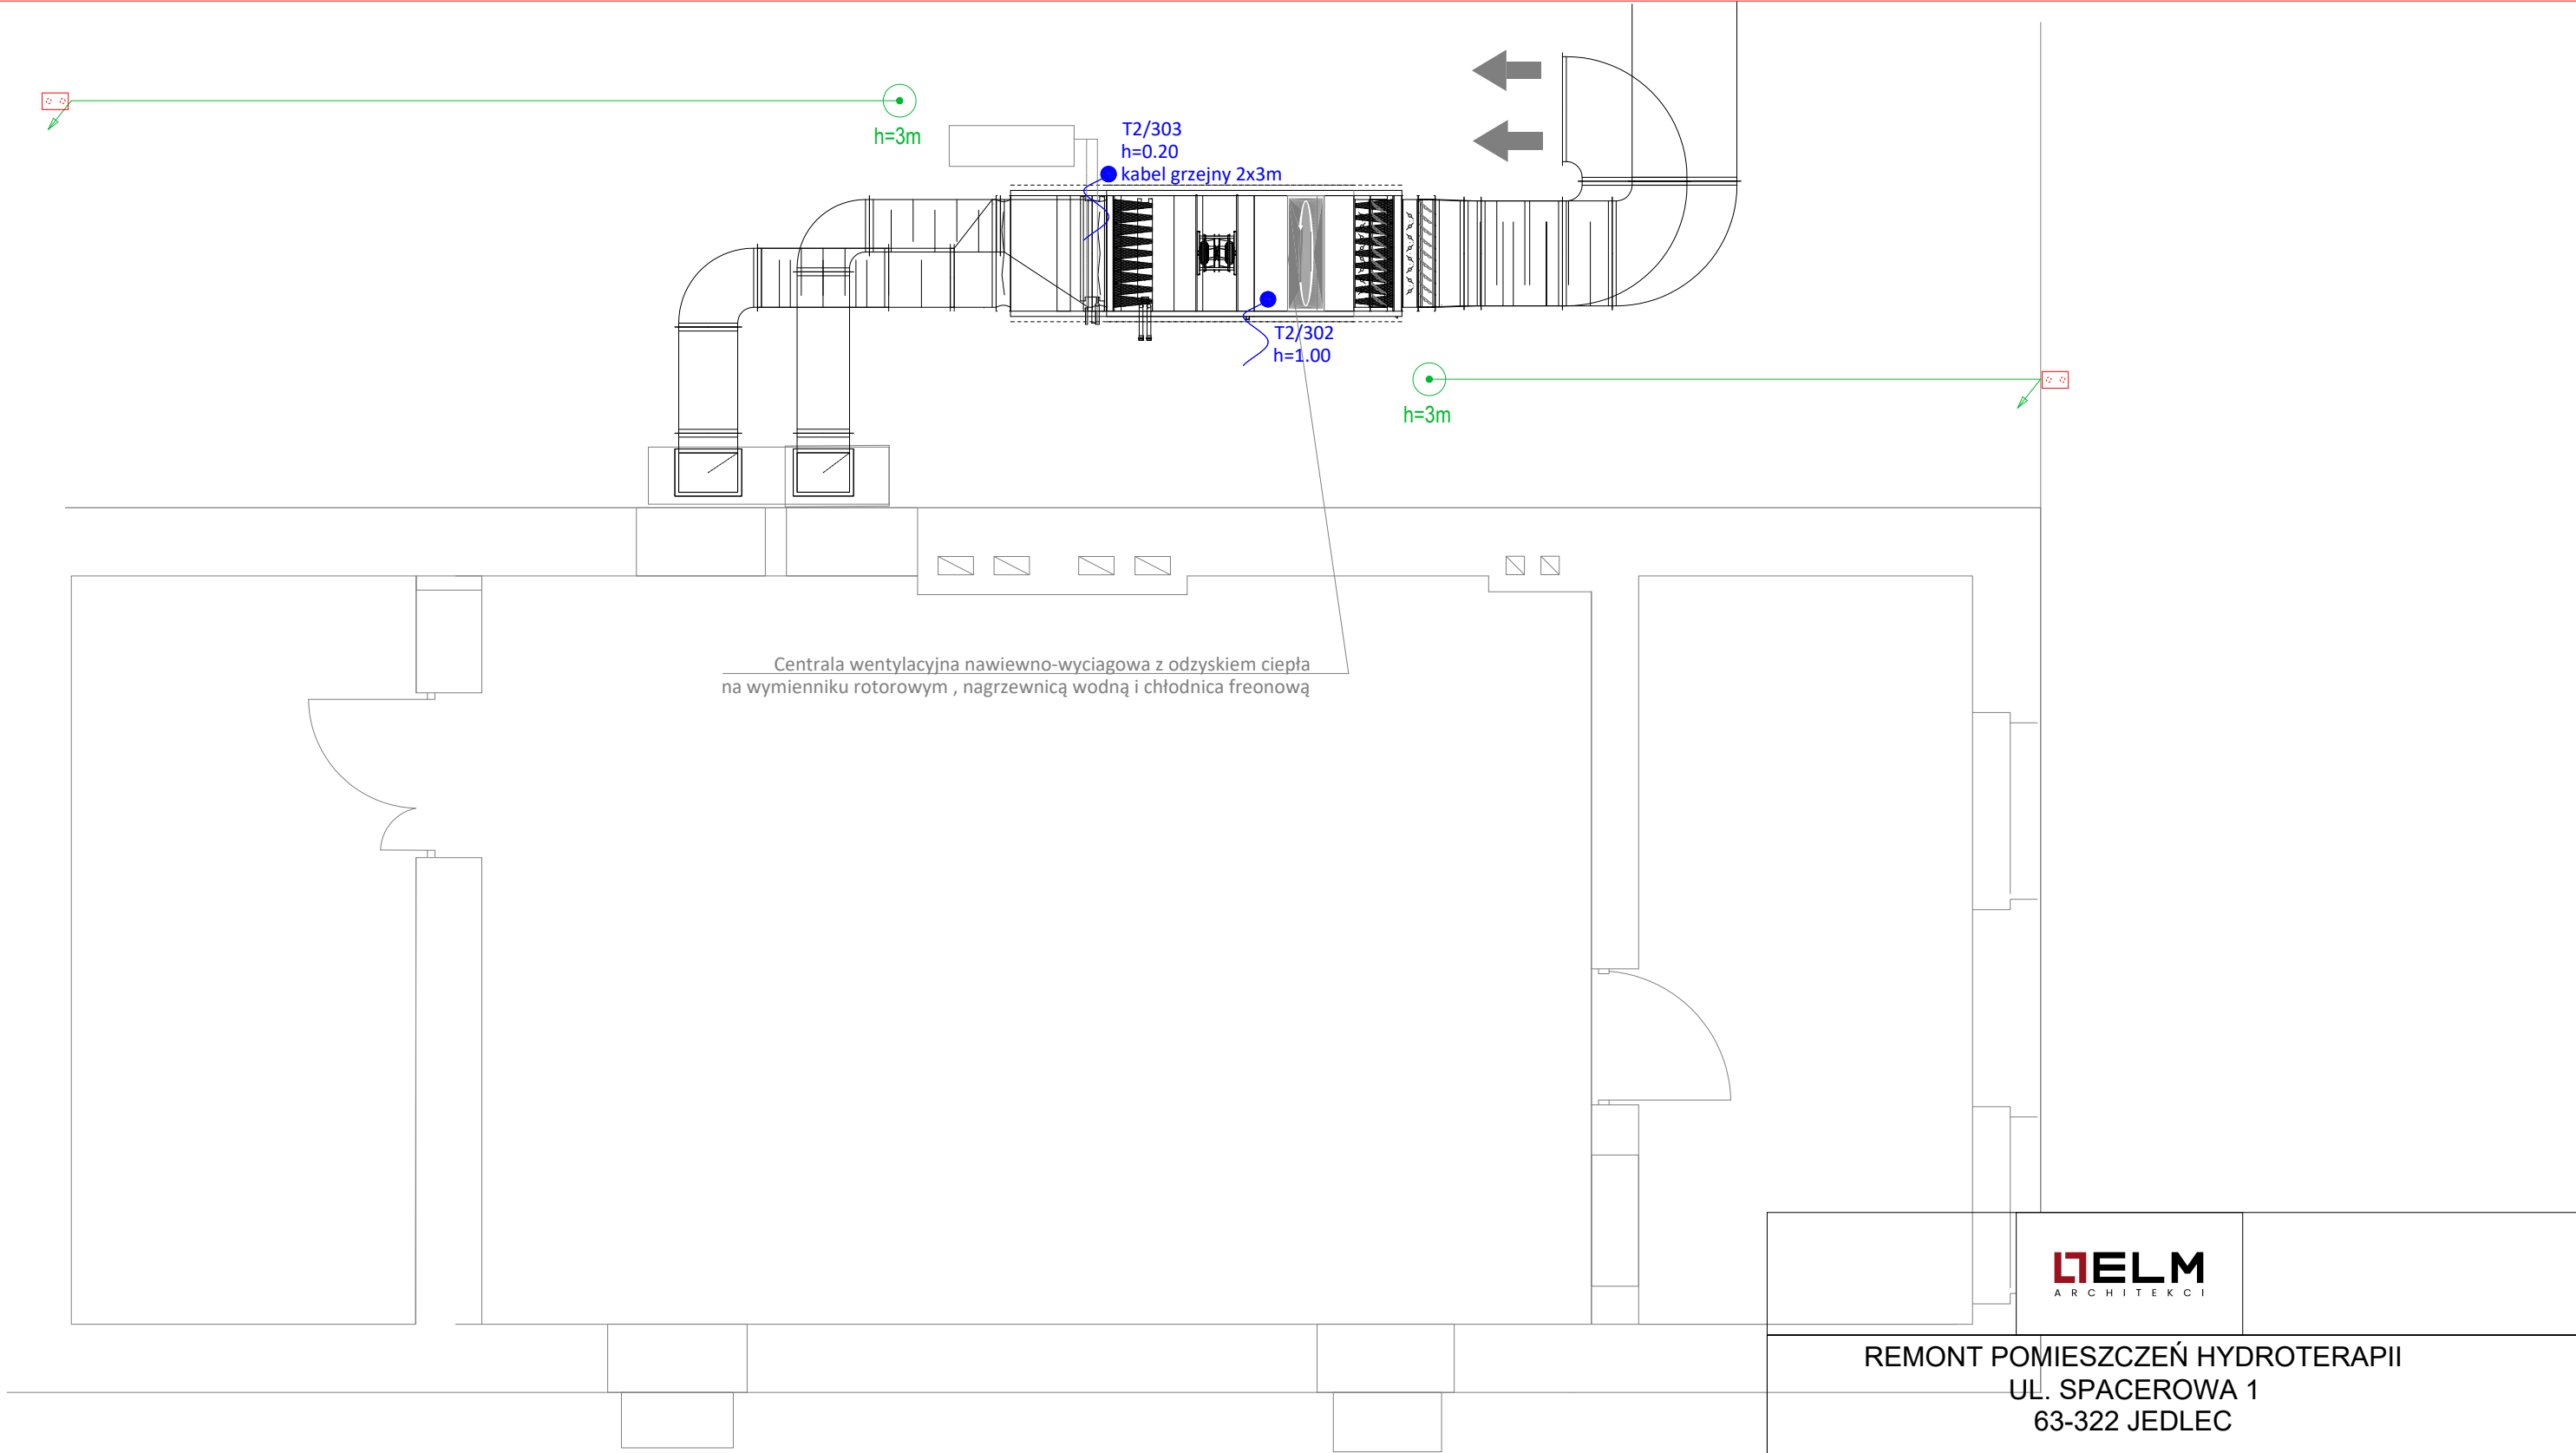 h=3m
T2/303
h=0.20
kabel grzejny 2x3m
T2/302
h=1.00
h=3m
Centrala wentylacyjna nawiewno-wyciagowa z odzyskiem ciepła
na wymienniku rotorowym , nagrzewnicą wodną i chłodnica freonową
ELM
ARCHITEKCI
REMONT POMIESZCZEŃ HYDROTERAPII
UL. SPACEROWA 1
63-322 JEDLEC